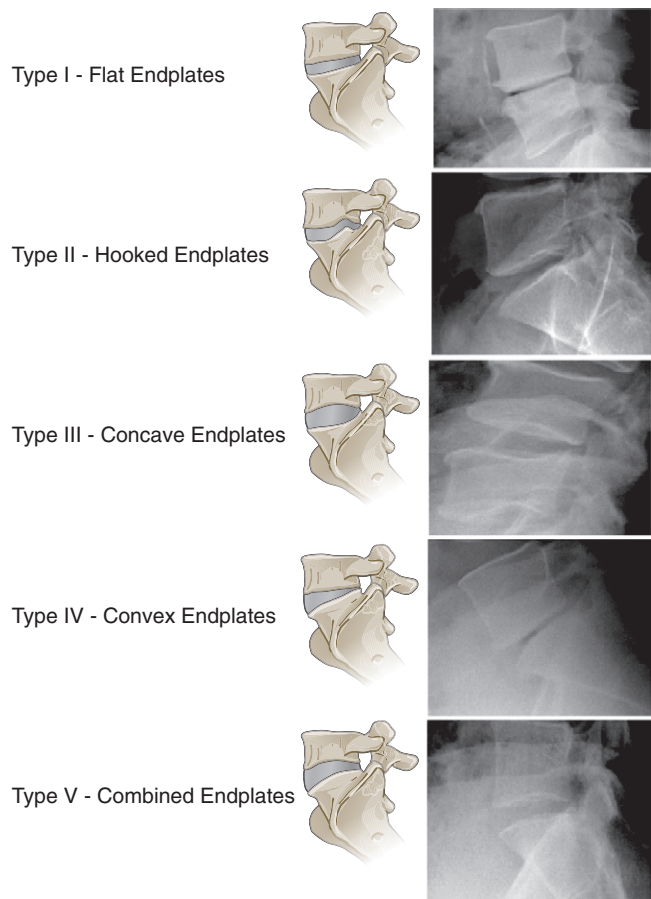 Type I - Flat Endplates
Type II - Hooked Endplates
Type III - Concave Endplates
Type IV - Convex Endplates
Type V - Combined Endplates